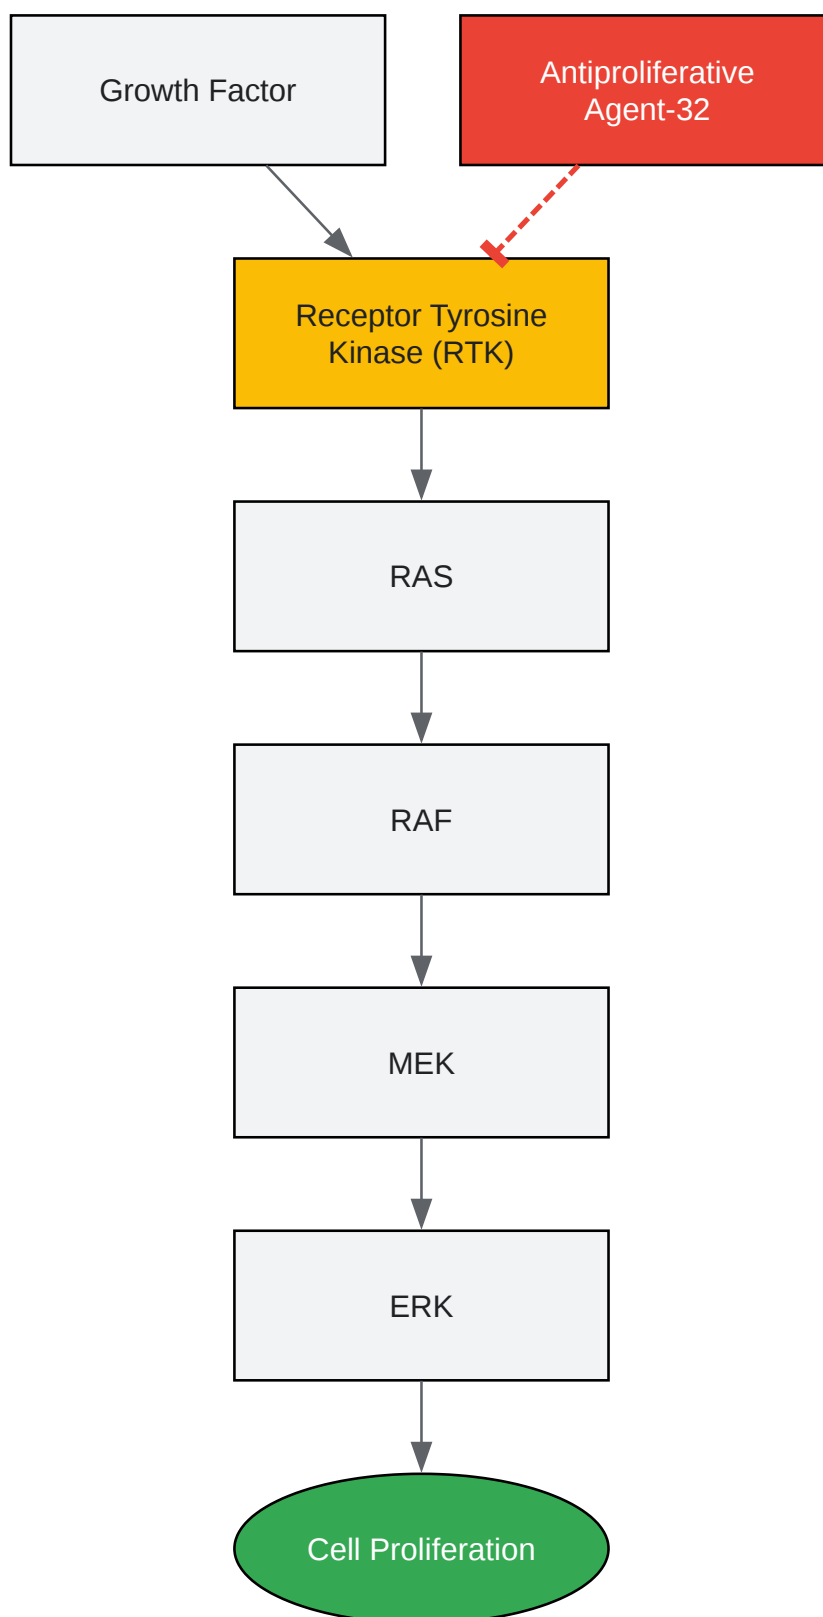 Growth Factor
Antiproliferative
Agent-32
Receptor Tyrosine
Kinase (RTK)
RAS
RAF
MEK
ERK
Cell Proliferation